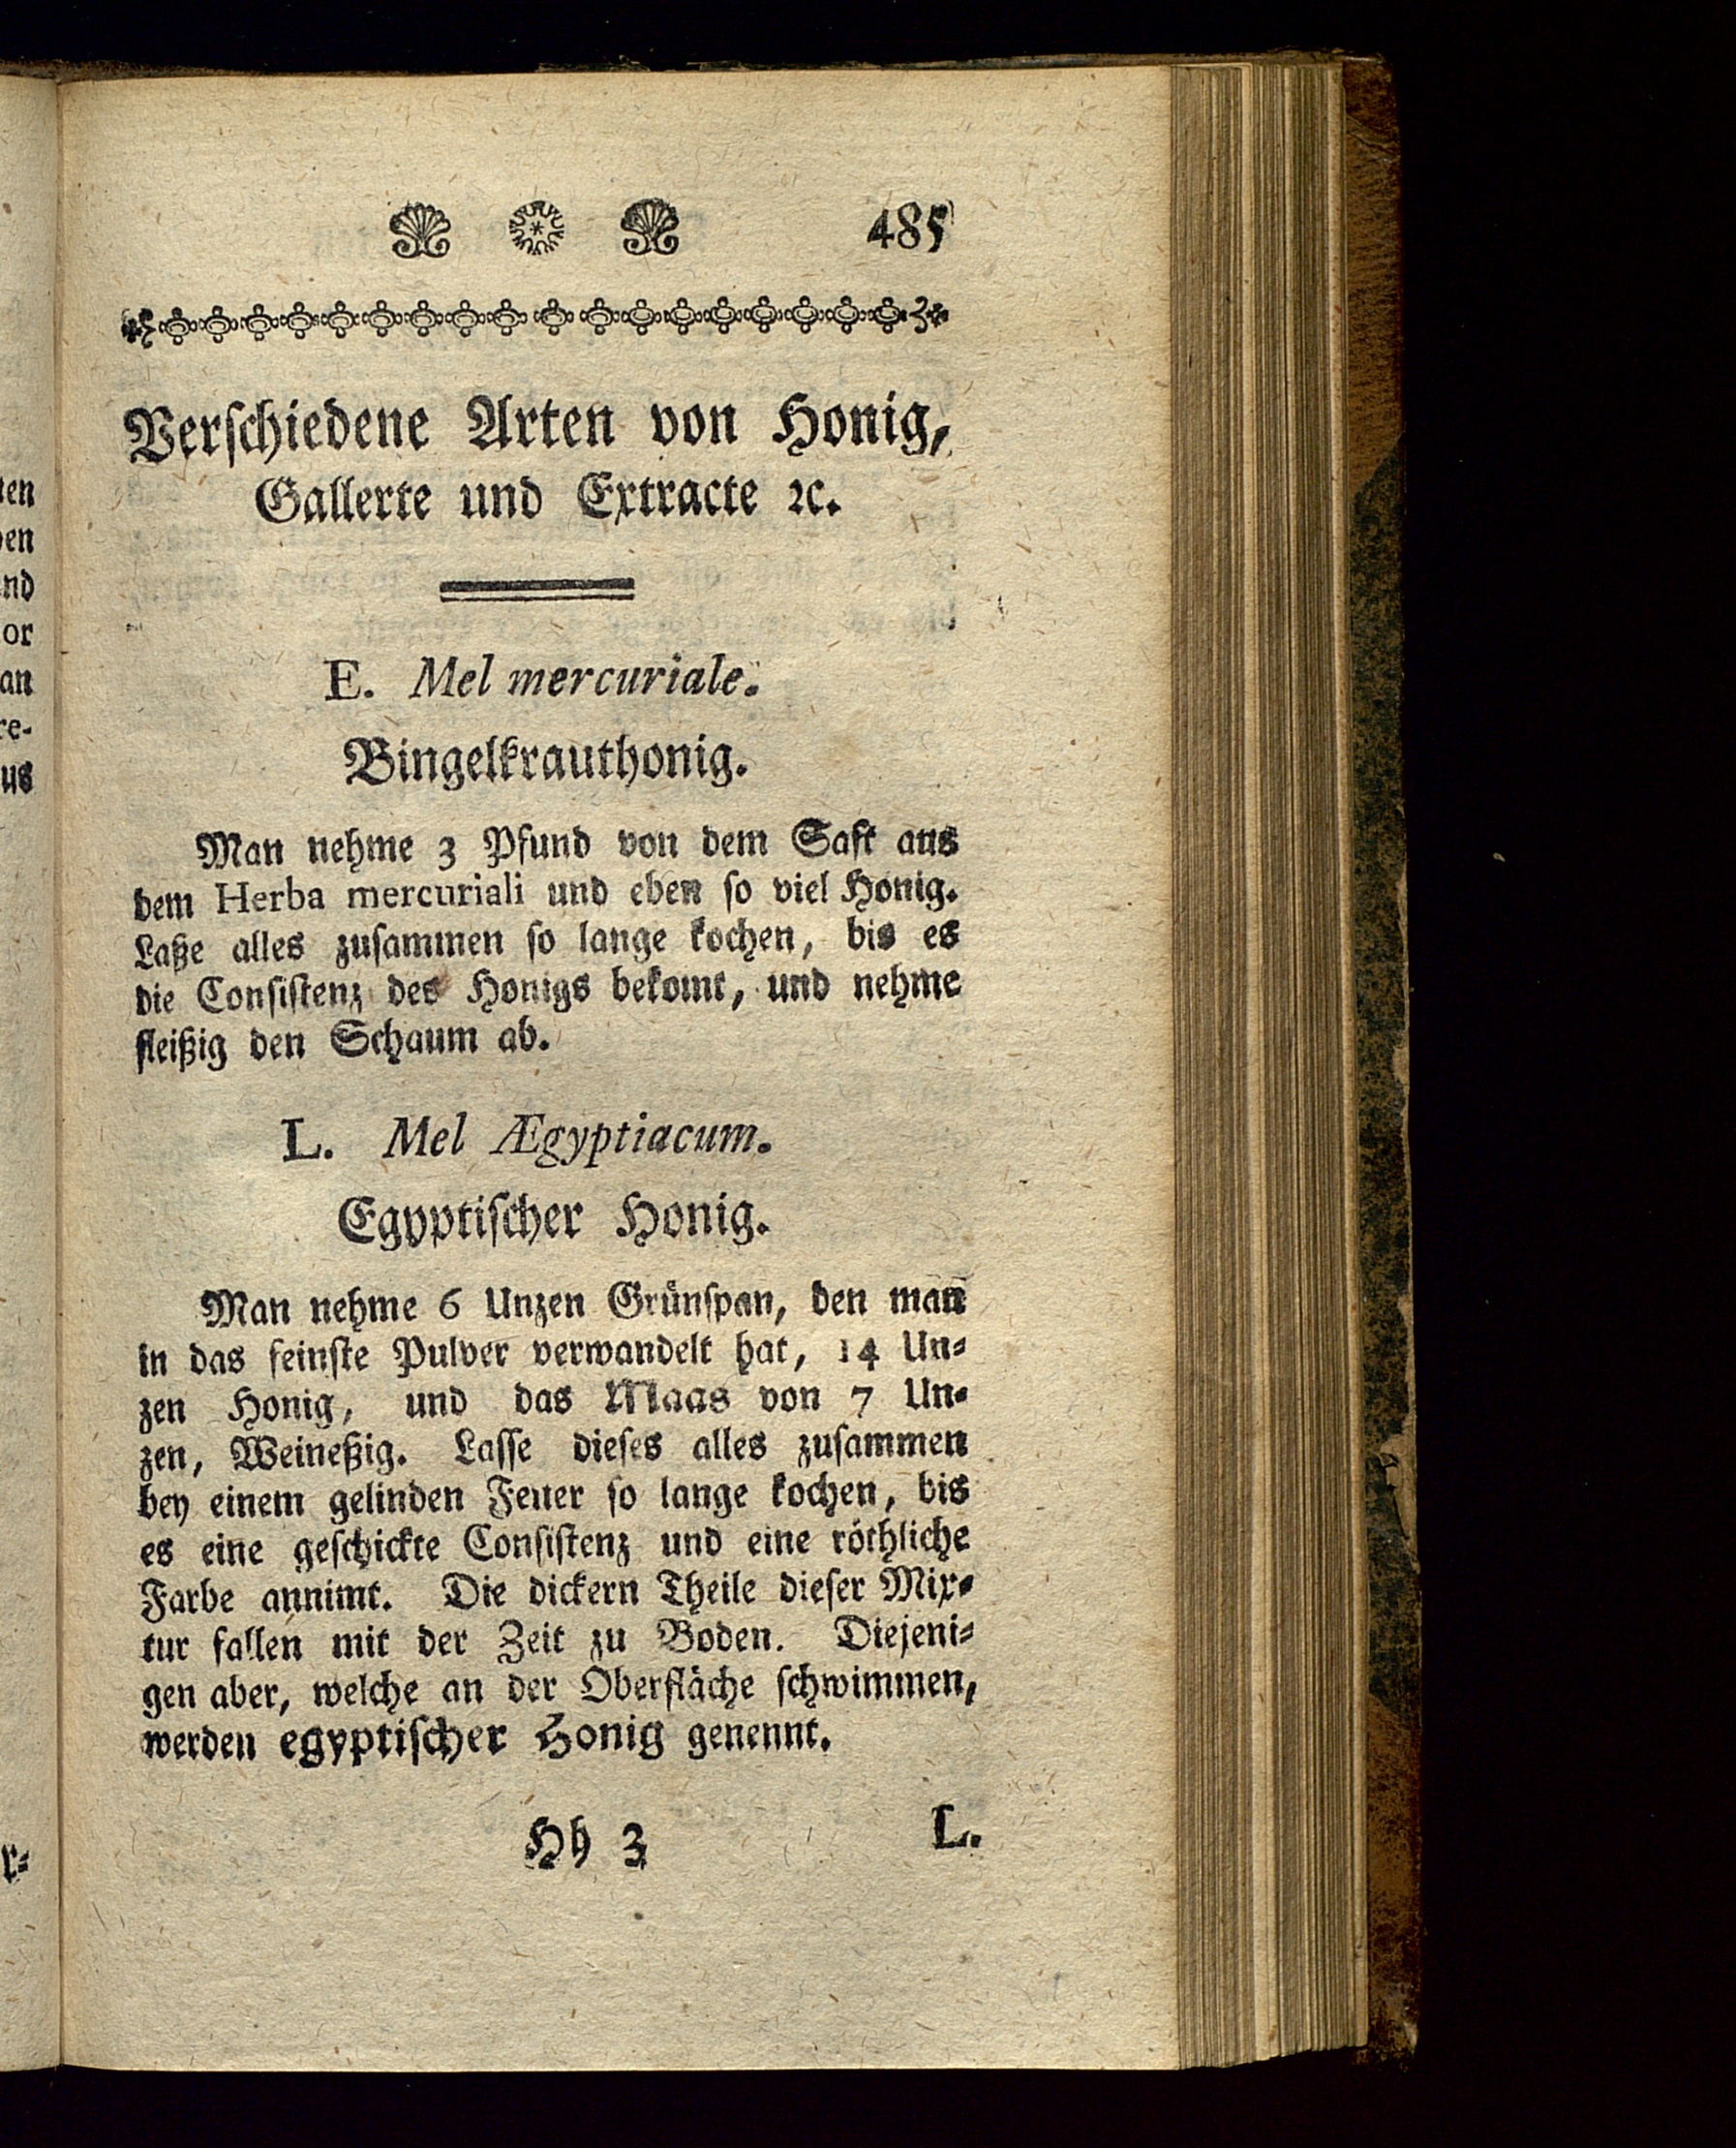 485
Verschiedene Arten von Honig,
Gallerte und Extracte ꝛc.
E. Mel mercuriale.
Bingelkrauthonig.
Man nehme 3 Pfund von dem Saft aus
dem Herba mercuriali und eben so viel Honig.
Laße alles zusammen so lange kochen, bis es
die Consistenz des Honigs bekomt, und nehme
fleißig den Schaum ab.
L. Mel Ægyptiacum.
Egyptischer Honig.
Man nehme 6 Unzen Grünspan, den man
in das feinste Pulver verwandelt hat, 14 Un-
zen Honig, und das Maas von 7 Un-
zen, Weineßig. Lasse dieses alles zusammen
bey einem gelinden Feuer so lange kochen, bis
es eine geschickte Consistenz und eine röthliche
Farbe annimt. Die dickern Theile dieser Mix-
tur fallen mit der Zeit zu Boden. Diejeni-
gen aber, welche an der Oberfläche schwimmen,
werden egyptischer Honig genennt.
Hh 3 L.